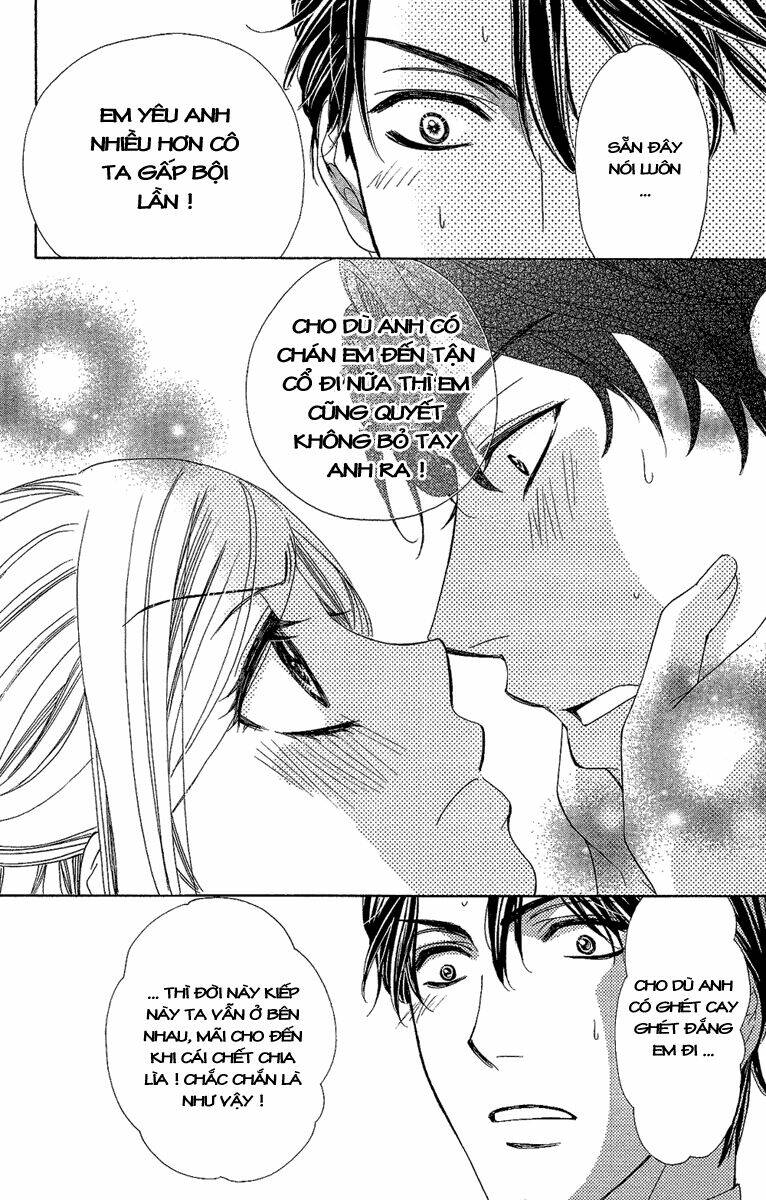 SẴN ĐÂY
NÓI LUÔN
...
EM YÊU ANH
NHIỀU HƠN CÔ
TA GẤP BỘI
LẦN !
CHO DÙ ANH CÓ
CHÁN EM ĐẾN TẬN
CỔ ĐI NỮA THÌ EM
CŨNG QUYẾT
KHÔNG BỎ TAY
ANH RA !
CHO DÙ ANH
CÓ GHÉT CAY
GHÉT ĐẮNG
EM ĐI ...
... THÌ ĐỜI NÀY KIẾP
NÀY TA VẪN Ở BÊN
NHAU, MÃI CHO ĐẾN
KHI CÁI CHẾT CHIA
LÌA ! CHẮC CHẮN LÀ
NHƯ VẬY !